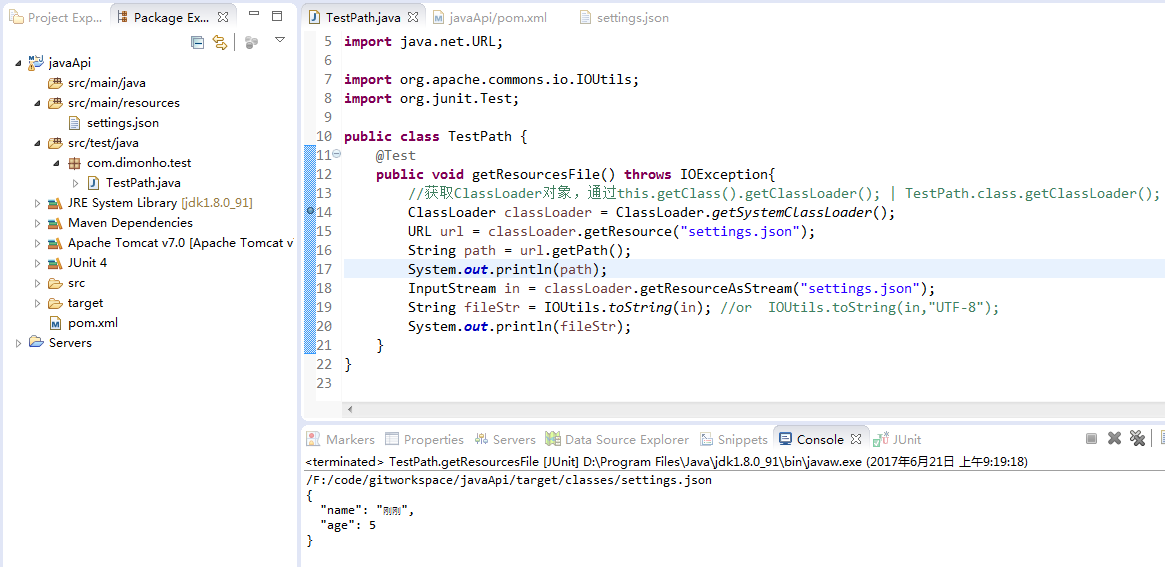 Project Exp...
Package Ex...
javaApi
src/main/java
src/main/resources
settings.json
src/test/java
com.dimonho.test
TestPath.java
JRE System Library [jdk1.8.0_91]
Maven Dependencies
Apache Tomcat v7.0 [Apache Tomcat v
JUnit 4
src
target
pom.xml
Servers
TestPath.java
javaApi/pom.xml
settings.json
5 import java.net.URL;
6
7 import org.apache.commons.io.IOUtils;
8 import org.junit.Test;
9
10 public class TestPath {
11 @Test
12 public void getResourcesFile() throws IOException{
13 //获取ClassLoader对象，通过this.getClass().getClassLoader(); | TestPath.class.getClassLoader();
14 ClassLoader classLoader = ClassLoader.getSystemClassLoader();
15 URL url = classLoader.getResource("settings.json");
16 String path = url.getPath();
17 System.out.println(path);
18 InputStream in = classLoader.getResourceAsStream("settings.json");
19 String fileStr = IOUtils.toString(in); //or  IOUtils.toString(in,"UTF-8");
20 System.out.println(fileStr);
21 }
22 }
23
Markers
Properties
Servers
Data Source Explorer
Snippets
Console
JUnit
<terminated> TestPath.getResourcesFile [JUnit] D:\Program Files\Java\jdk1.8.0_91\bin\javaw.exe (2017年6月21日 上午9:19:18)
/F:/code/gitworkspace/javaApi/target/classes/settings.json
{
"name": "刚刚",
"age": 5
}